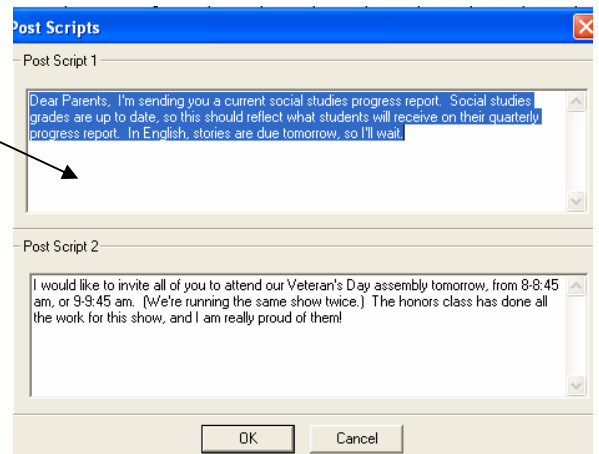 Post Scripts
Post Script 1
Dear Parents,  I'm sending you a current social studies progress report.  Social studies
grades are up to date, so this should reflect what students will receive on their quarterly
progress report.  In English, stories are due tomorrow, so I'll wait.
Post Script 2
I would like to invite all of you to attend our Veteran's Day assembly tomorrow, from 8-8:45
am, or 9-9:45 am.  (We're running the same show twice.)  The honors class has done all
the work for this show, and I am really proud of them!
OK
Cancel